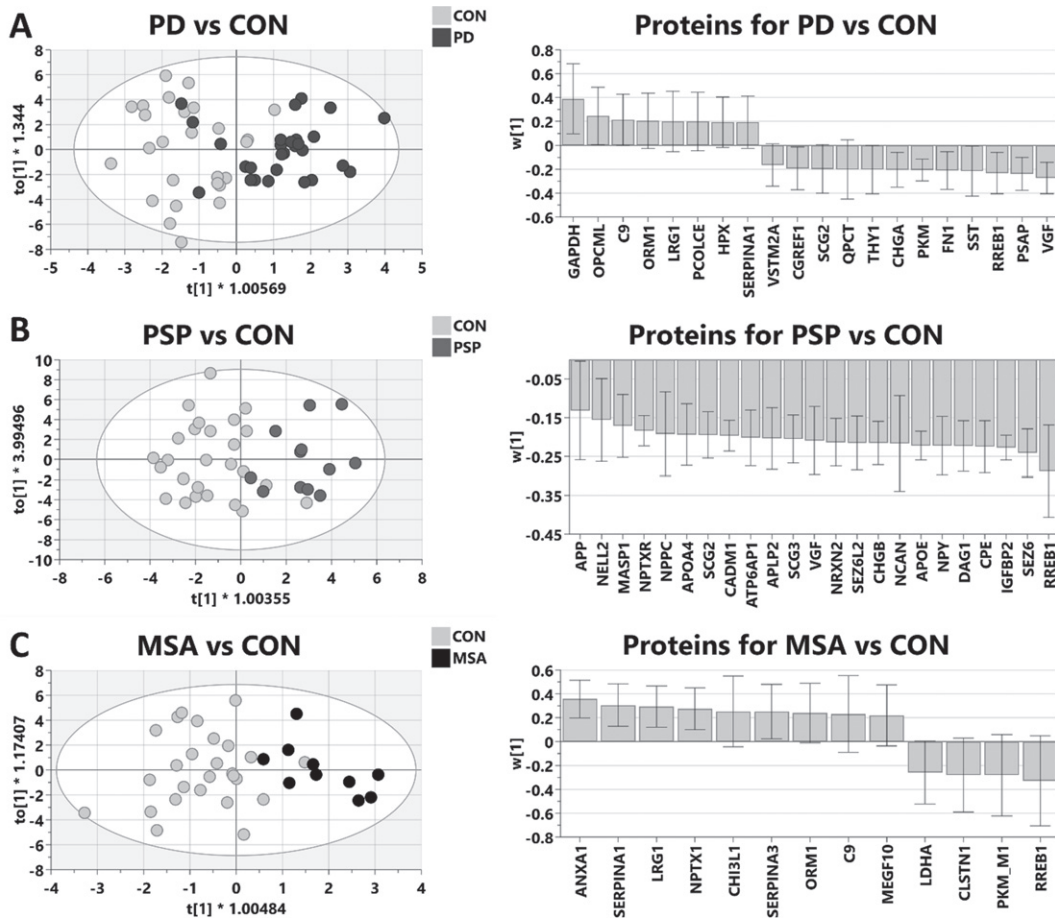 A
PD vs CON
CON
PD
8
6
4
2
0
-2
-4
-6
-8
to[1] * 1.344
-5 -4 -3 -2 -1 0 1 2 3 4 5
t[1] * 1.00569
Proteins for PD vs CON
0.8
0.6
0.4
0.2
0
-0.2
-0.4
-0.6
w[1]
GAPDH
OPCML
C9
ORM1
LRG1
PCOLCE
HPX
SERPINA1
VSTM2A
CGREF1
SCG2
QPCT
THY1
CHGA
PKM
FN1
SST
RREB1
PSAP
VGF
B
PSP vs CON
CON
PSP
10
8
6
4
2
0
-2
-4
-6
-8
-10
to[1] * 3.99496
-8 -6 -4 -2 0 2 4 6 8
t[1] * 1.00355
Proteins for PSP vs CON
-0.05
-0.15
-0.25
-0.35
-0.45
w[1]
APP
NELL2
MASP1
NPTXR
NPPC
APOA4
SCG2
CADM1
ATP6AP1
APLP2
SCG3
VGF
NRXN2
SEZ6L2
CHGB
NCAN
APOE
NPY
DAG1
CPE
IGFBP2
SEZ6
RREB1
C
MSA vs CON
CON
MSA
8
6
4
2
0
-2
-4
-6
-8
to[1] * 1.17407
-4 -3 -2 -1 0 1 2 3 4
t[1] * 1.00484
Proteins for MSA vs CON
0.6
0.4
0.2
0
-0.2
-0.4
-0.6
-0.8
w[1]
ANXA1
SERPINA1
LRG1
NPTX1
CHI3L1
SERPINA3
ORM1
C9
MEGF10
LDHA
CLSTN1
PKM_M1
RREB1